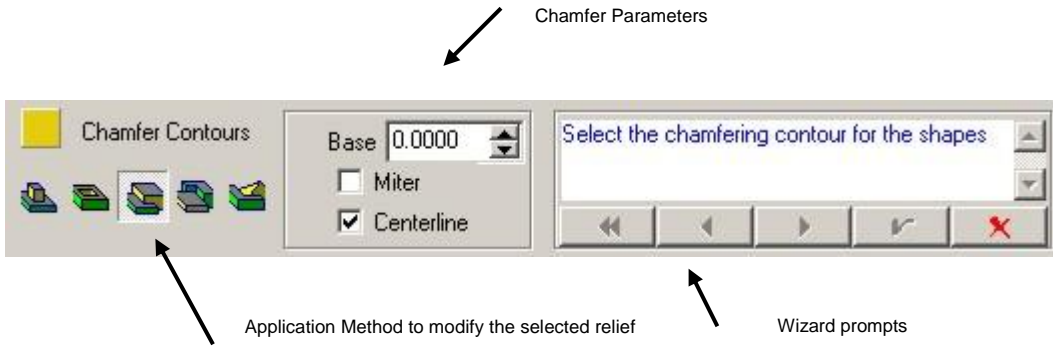 Chamfer Parameters
Chamfer Contours
Base 0.0000
Miter
Centerline
Select the chamfering contour for the shapes
Application Method to modify the selected relief
Wizard prompts